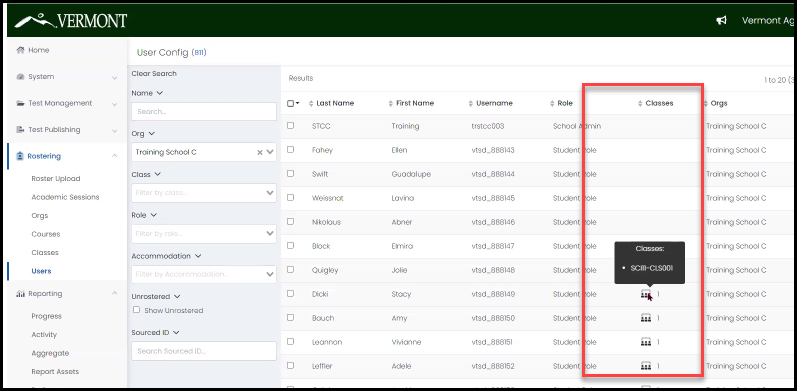 VERMONT
Vermont Ag
Home
System
Test Management
Test Publishing
Rostering
Roster Upload
Academic Sessions
Orgs
Courses
Classes
Users
Reporting
Progress
Activity
Aggregate
Report Assets
User Config (811)
Clear Search
Name
Search...
Org
Training School C
Class
Filter by class...
Role
Filter by role...
Accommodation
Filter by Accommodation...
Unrostered
Show Unrostered
Sourced ID
Search Sourced ID...
Results
1 to 20 (3
Last Name First Name Username Role Classes Orgs
STCC Training trstcc003 School Admin Training School C
Fahey Ellen vtsd_888143 Student Role Training School C
Swift Guadalupe vtsd_888144 Student Role Training School C
Weissnat Lavina vtsd_888145 Student Role Training School C
Nikolaus Abner vtsd_888146 Student Role Training School C
Block Elmira vtsd_888147 Student Role Training School C
Quigley Jolie vtsd_888148 Student Role Training School C
Classes:
• SCI11-CLS001
Dicki Stacy vtsd_888149 Student Role 1 Training School C
Bauch Amy vtsd_888150 Student Role 1 Training School C
Leannon Vivianne vtsd_888151 Student Role 1 Training School C
Leffler Adele vtsd_888152 Student Role 1 Training School C